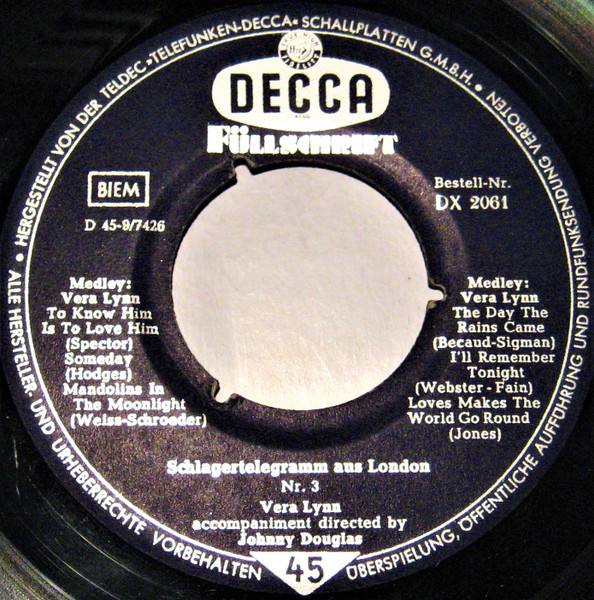 • HERGESTELLT VON DER TELDEC »TELEFUNKEN-DECCA« SCHALLPLATTEN G.M.B.H. •
DECCA
FÜLLSCHRIFT
BIEM
D 45-9/7426
Bestell-Nr.
DX 2061
Medley:
Vera Lynn
To Know Him
Is To Love Him
(Spector)
Someday
(Hodges)
Mandolins In
The Moonlight
(Weiss-Schroeder)
Medley:
Vera Lynn
The Day The
Rains Came
(Becaud-Sigman)
I'll Remember
Tonight
(Webster - Fain)
Loves Makes The
World Go Round
(Jones)
Schlagertelegramm aus London
Nr. 3
Vera Lynn
accompaniment directed by
Johnny Douglas
45
ALLE HERSTELLER- UND URHEBERRECHTE VORBEHALTEN
ÜBERSPIELUNG, ÖFFENTLICHE AUFFÜHRUNG UND RUNDFUNKSENDUNG VERBOTEN